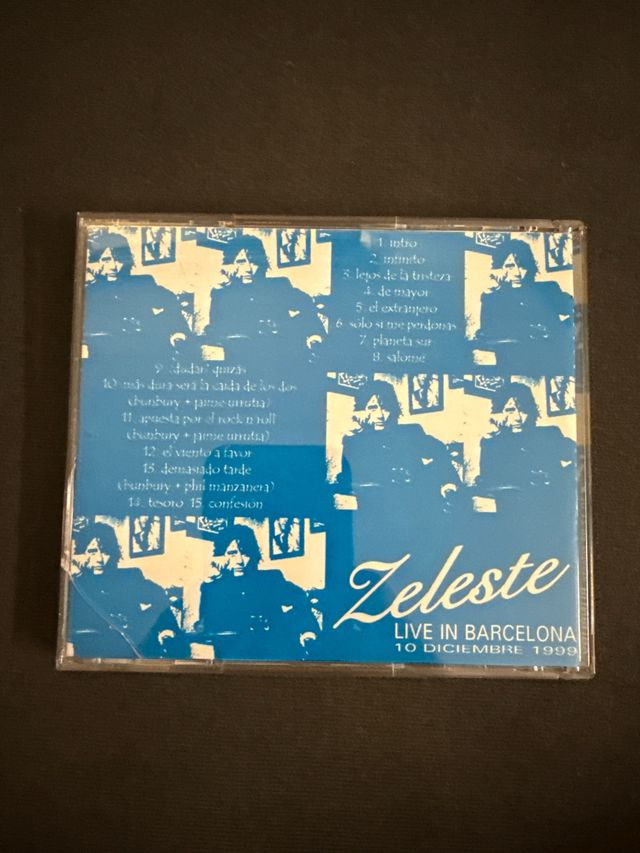 1. intro
2. infinito
3. lejos de la tristeza
4. de mayor
5. el extranjero
6. sólo si me perdonas
7. planeta sur
8. salomé
9. (dudar) quizás
10. más dura será la caída de los dos
(bunbury + jaime urrutia)
11. apuesta por el rock n roll
(bunbury + jaime urrutia)
12. el viento a favor
13. demasiado tarde
(bunbury + phil manzanera)
14. tesoro 15. confesión
Zeleste
LIVE IN BARCELONA
10 DICIEMBRE 1999